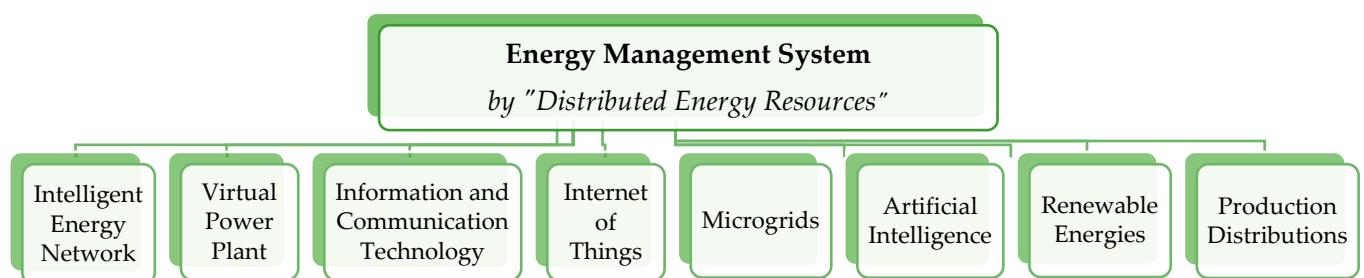 Energy Management System
by "Distributed Energy Resources"
Intelligent
Energy
Network
Virtual
Power
Plant
Information and
Communication
Technology
Internet
of
Things
Microgrids
Artificial
Intelligence
Renewable
Energies
Production
Distributions